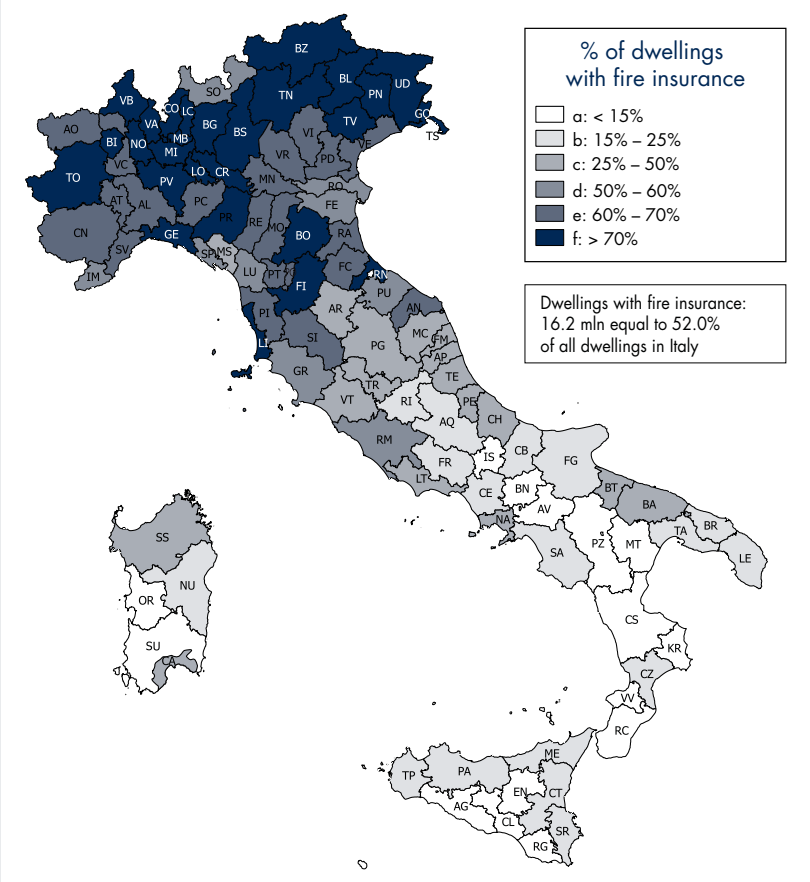 % of dwellings
with fire insurance
a: < 15%
b: 15% – 25%
c: 25% – 50%
d: 50% – 60%
e: 60% – 70%
f: > 70%
Dwellings with fire insurance:
16.2 mln equal to 52.0%
of all dwellings in Italy
BZ
SO
BL
TN
PN
UD
VB
CO
LC
GO
VA
BG
TV
AO
BS
TS
BI
NO
MB
VI
VE
MI
VR
PD
VC
TO
LO
CR
PV
MN
RO
AT
AL
PC
FE
PR
RE
MO
CN
GE
BO
RA
SV
SP
MS
FC
RN
IM
LU
PT
PO
FI
PU
PI
AR
AN
LI
SI
MC
FM
PG
AP
GR
TR
TE
VT
RI
PE
AQ
CH
RM
CB
IS
FG
FR
LT
CE
BN
BT
AV
BA
NA
BR
TA
SS
SA
PZ
MT
LE
NU
OR
CS
SU
KR
CA
CZ
VV
RC
ME
TP
PA
EN
CT
AG
CL
SR
RG